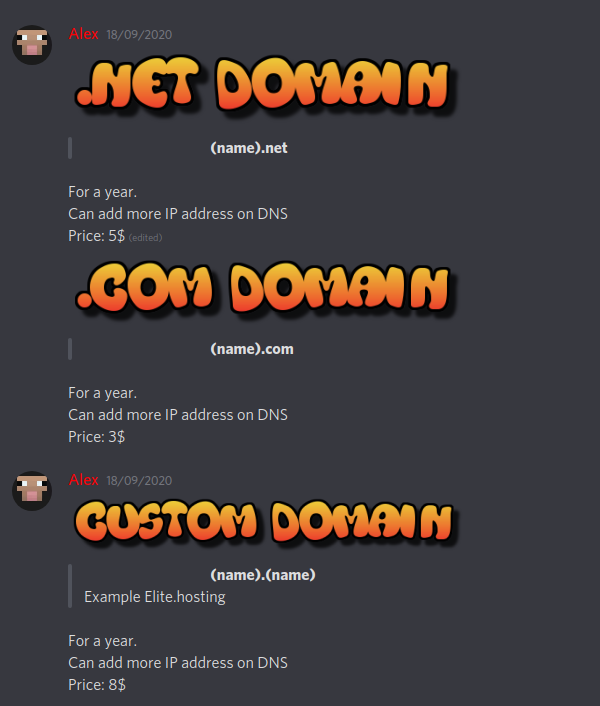 Alex 18/09/2020
.NET DOMAIN
(name).net
For a year.
Can add more IP address on DNS
Price: 5$ (edited)
.COM DOMAIN
(name).com
For a year.
Can add more IP address on DNS
Price: 3$
Alex 18/09/2020
CUSTOM DOMAIN
(name).(name)
Example Elite.hosting
For a year.
Can add more IP address on DNS
Price: 8$